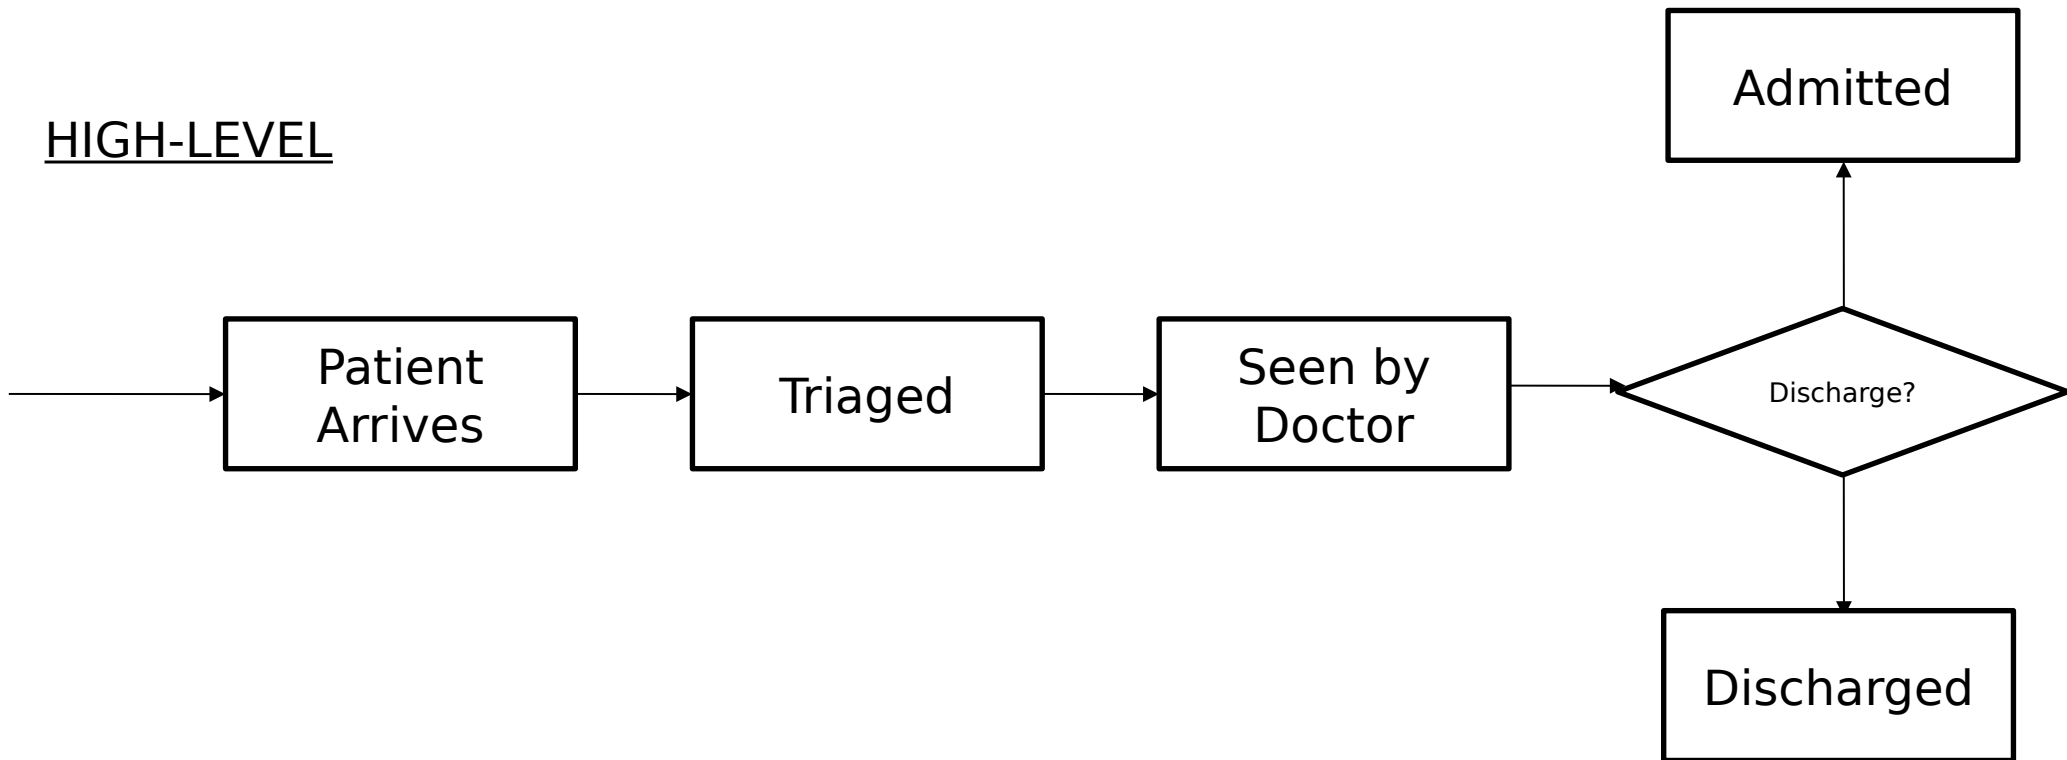 HIGH-LEVEL
Admitted
Patient
Arrives
Triaged
Seen by
Doctor
Discharge?
Discharged